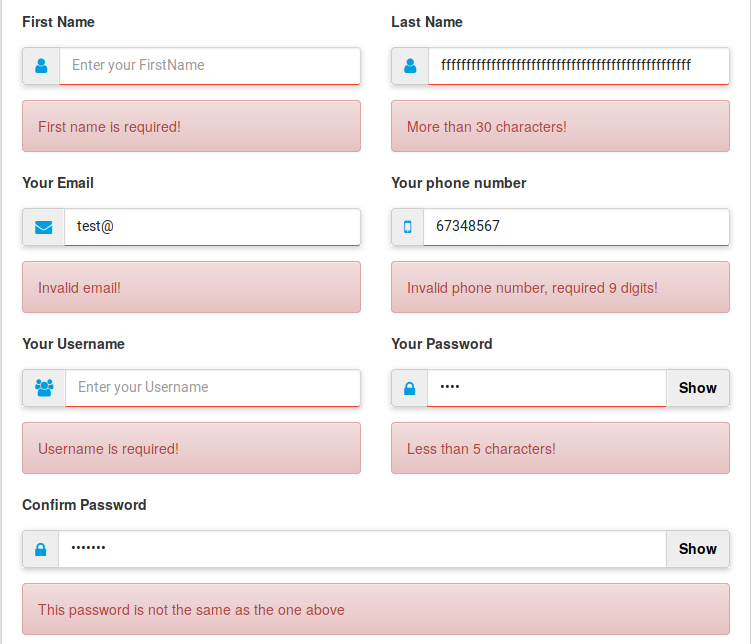 First Name Last Name
Enter your FirstName ffffffffffffffffffffffffffffffffffffffffffffffffff
First name is required! More than 30 characters!
Your Email Your phone number
test@ 67348567
Invalid email! Invalid phone number, required 9 digits!
Your Username Your Password
Enter your Username •••• Show
Username is required! Less than 5 characters!
Confirm Password
••••••• Show
This password is not the same as the one above